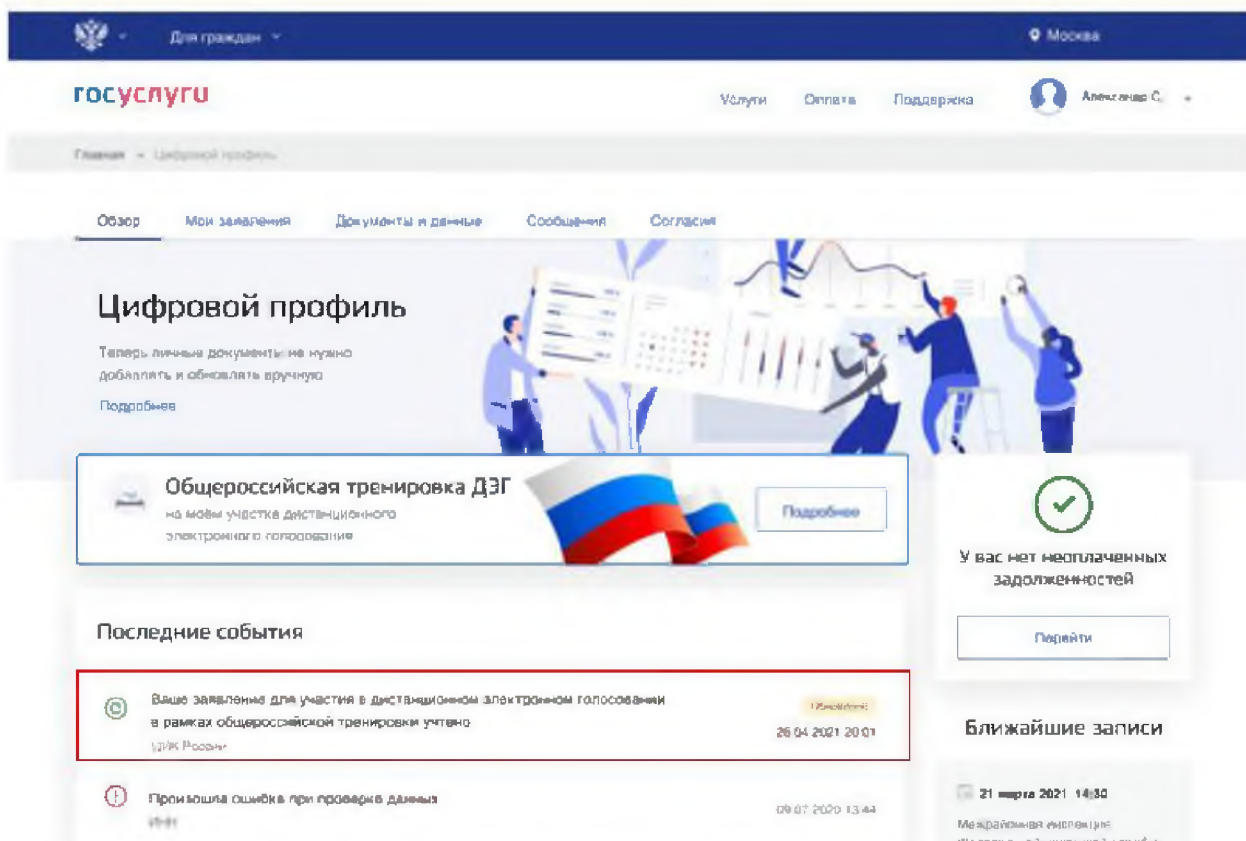 Для граждан
Москва
госуслуги
Услуги Оплата Поддержка Александр С.
Главная Цифровой профиль
Обзор Мои заявления Документы и данные Сообщения Согласия
Цифровой профиль
Теперь личные документы не нужно
добавлять и обновлять вручную
Подробнее
Общероссийская тренировка ДЭГ
на моём участке дистанционного
электронного голосования
Подробнее
У вас нет неоплаченных
задолженностей
Перейти
Последние события
Ваше заявление для участия в дистанционном электронном голосовании
в рамках общероссийской тренировки учтено
ЦИК России
26.04.2021 20:01
Произошла ошибка при проверке данных
09.07.2020 13:44
Ближайшие записи
21 марта 2021 14:30
Межрайонная инспекция